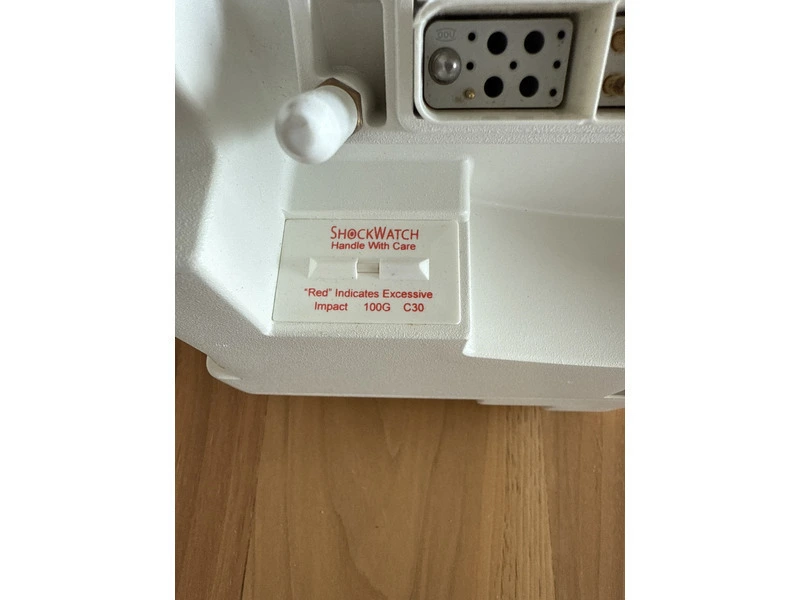 SHOCKWATCH
Handle With Care
"Red" Indicates Excessive
Impact 100G C30